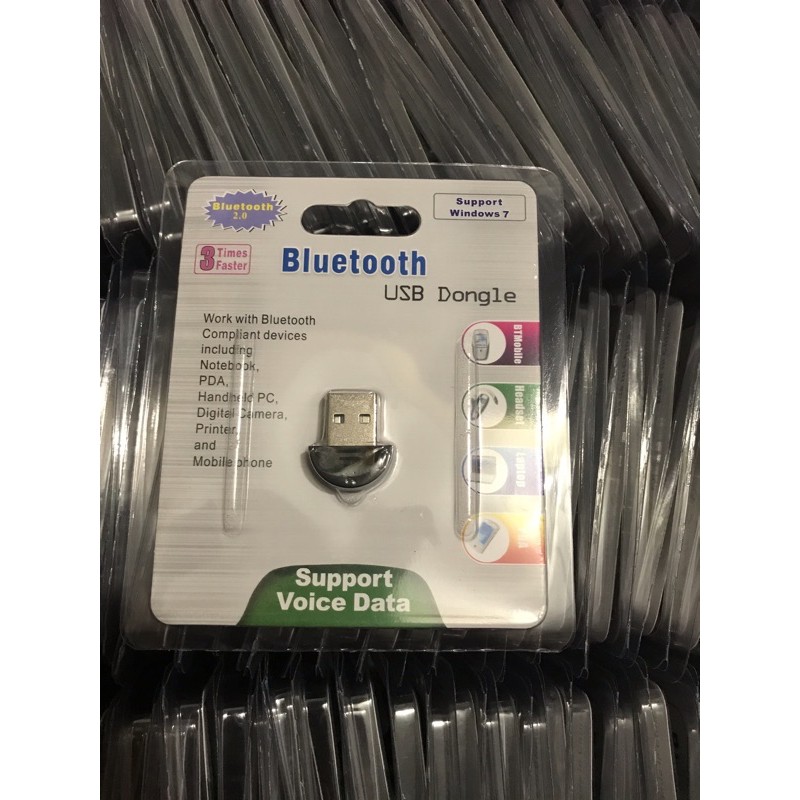 Bluetooth
2.0
Support
Windows 7
3 Times
Faster
Bluetooth
USB Dongle
Work with Bluetooth
Compliant devices
including
Notebook,
PDA,
Handheld PC,
Digital Camera,
Printer,
and
Mobile phone
BTMobile
Headset
Laptop
Support
Voice Data